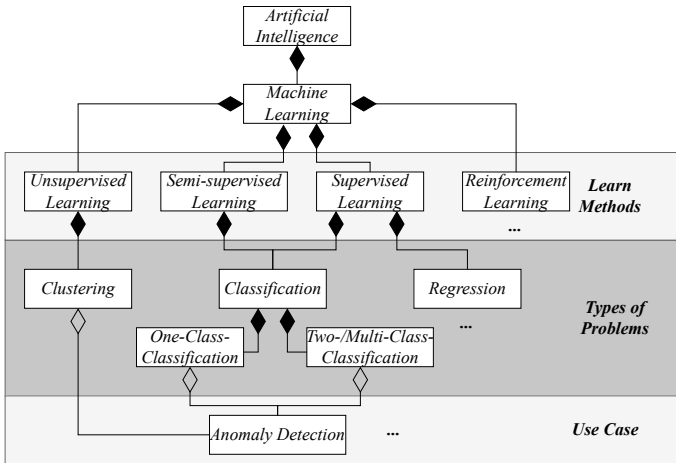 Artificial
Intelligence
Machine
Learning
Unsupervised
Learning
Semi-supervised
Learning
Supervised
Learning
Reinforcement
Learning
Learn
Methods
...
Clustering
Classification
Regression
Types of
Problems
...
One-Class-
Classification
Two-/Multi-Class-
Classification
Anomaly Detection
...
Use Case